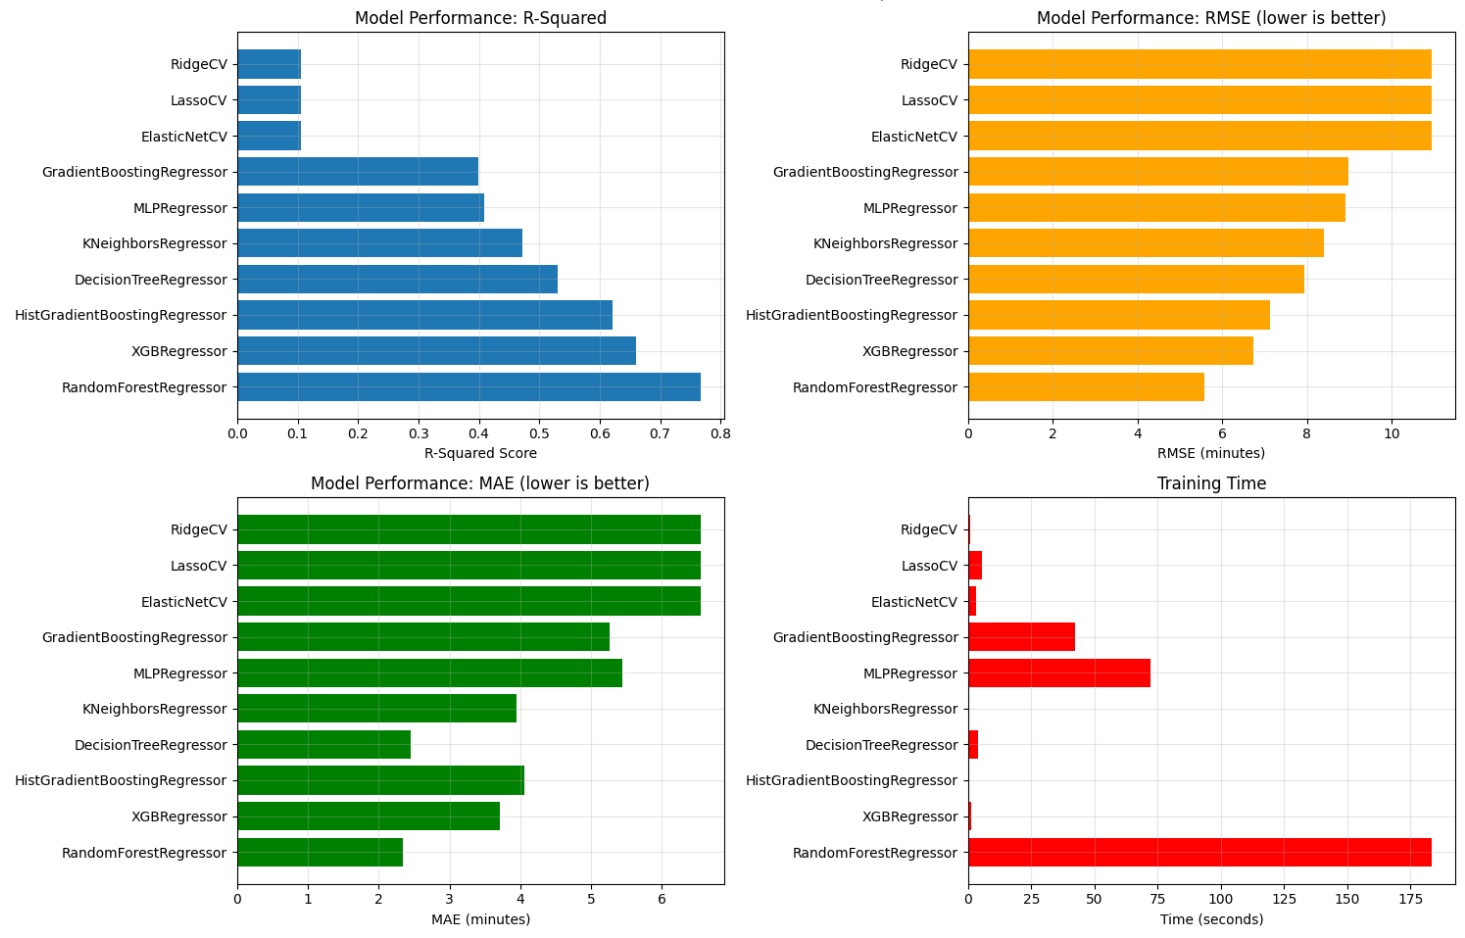 Model Performance: R-Squared
RidgeCV
LassoCV
ElasticNetCV
GradientBoostingRegressor
MLPRegressor
KNeighborsRegressor
DecisionTreeRegressor
HistGradientBoostingRegressor
XGBRegressor
RandomForestRegressor
0.0 0.1 0.2 0.3 0.4 0.5 0.6 0.7 0.8
R-Squared Score
Model Performance: RMSE (lower is better)
RidgeCV
LassoCV
ElasticNetCV
GradientBoostingRegressor
MLPRegressor
KNeighborsRegressor
DecisionTreeRegressor
HistGradientBoostingRegressor
XGBRegressor
RandomForestRegressor
0 2 4 6 8 10
RMSE (minutes)
Model Performance: MAE (lower is better)
RidgeCV
LassoCV
ElasticNetCV
GradientBoostingRegressor
MLPRegressor
KNeighborsRegressor
DecisionTreeRegressor
HistGradientBoostingRegressor
XGBRegressor
RandomForestRegressor
0 1 2 3 4 5 6
MAE (minutes)
Training Time
RidgeCV
LassoCV
ElasticNetCV
GradientBoostingRegressor
MLPRegressor
KNeighborsRegressor
DecisionTreeRegressor
HistGradientBoostingRegressor
XGBRegressor
RandomForestRegressor
0 25 50 75 100 125 150 175
Time (seconds)